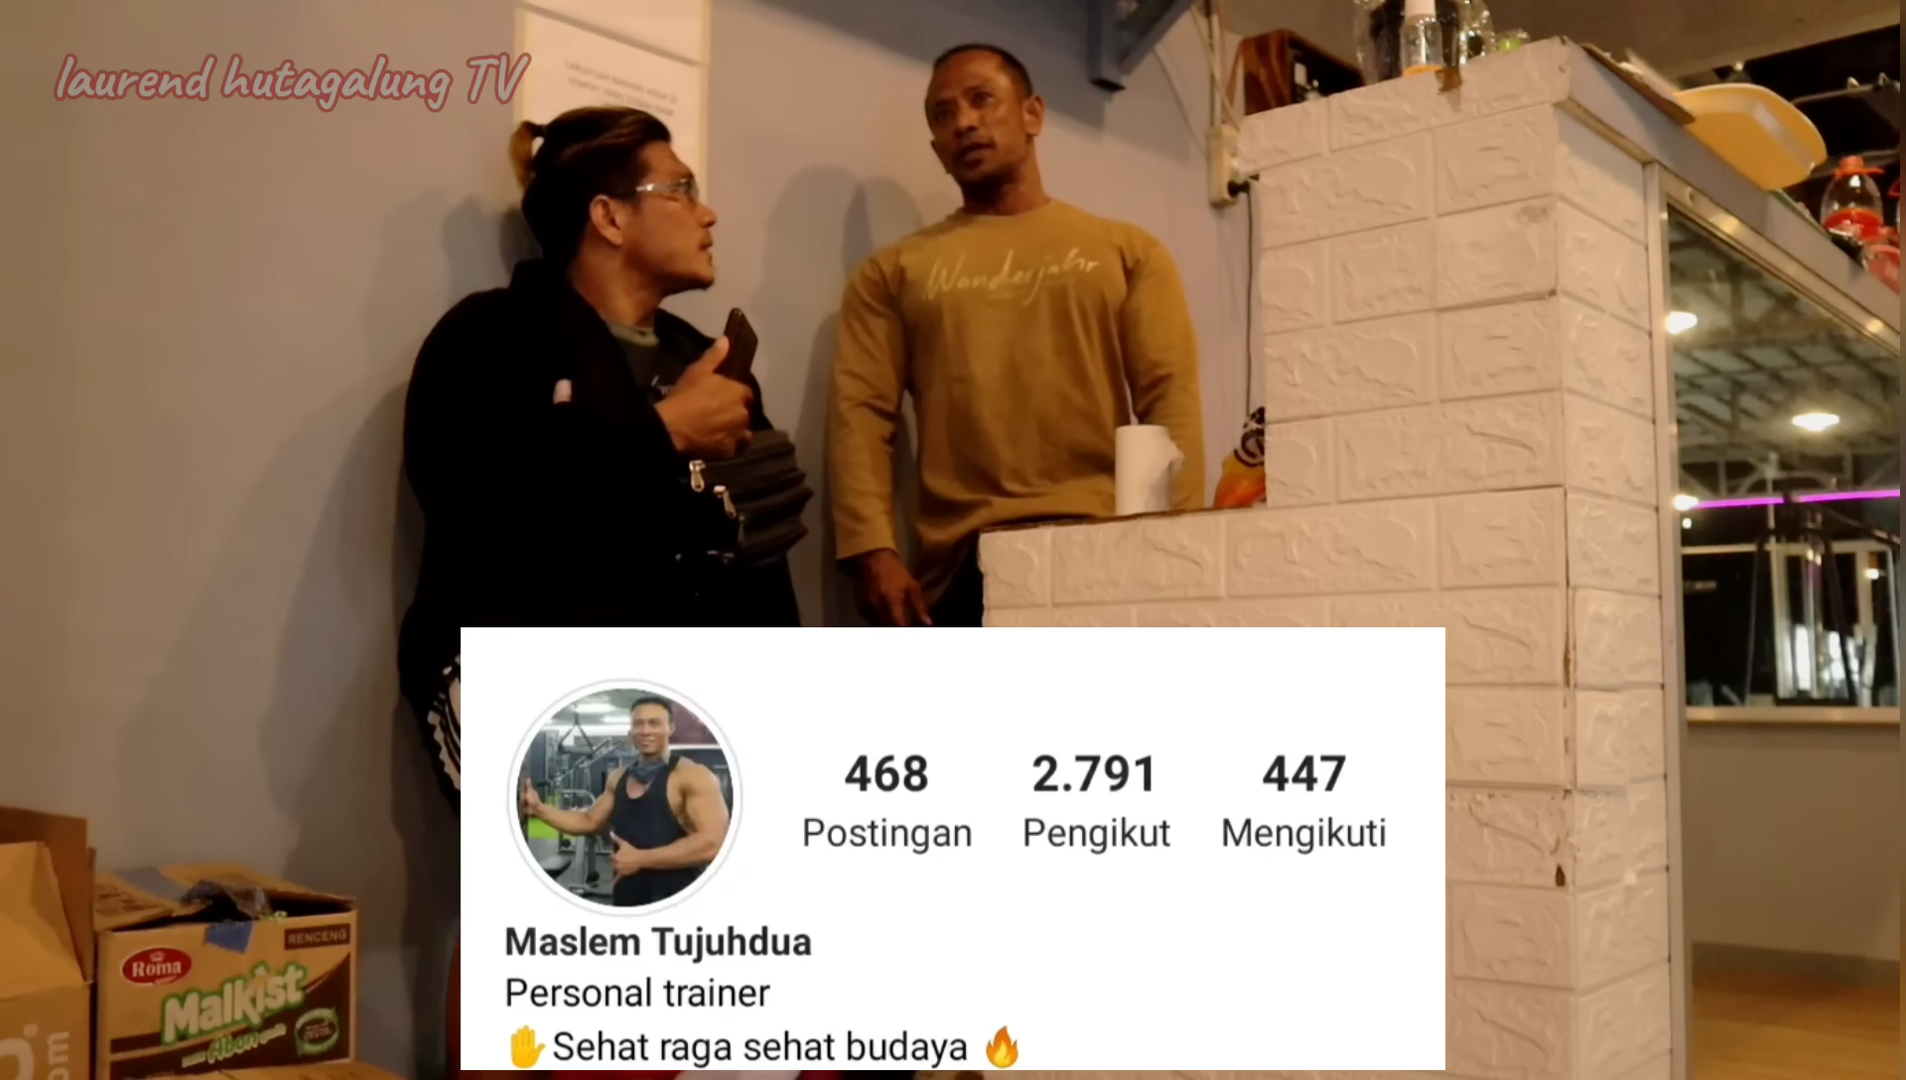 laurend hutagalung TV
Wanderjahr
468 2.791 447
Postingan Pengikut Mengikuti
Maslem Tujuhdua
Personal trainer
✋Sehat raga sehat budaya 🔥
RENCENG
Roma
Malkist
Abon